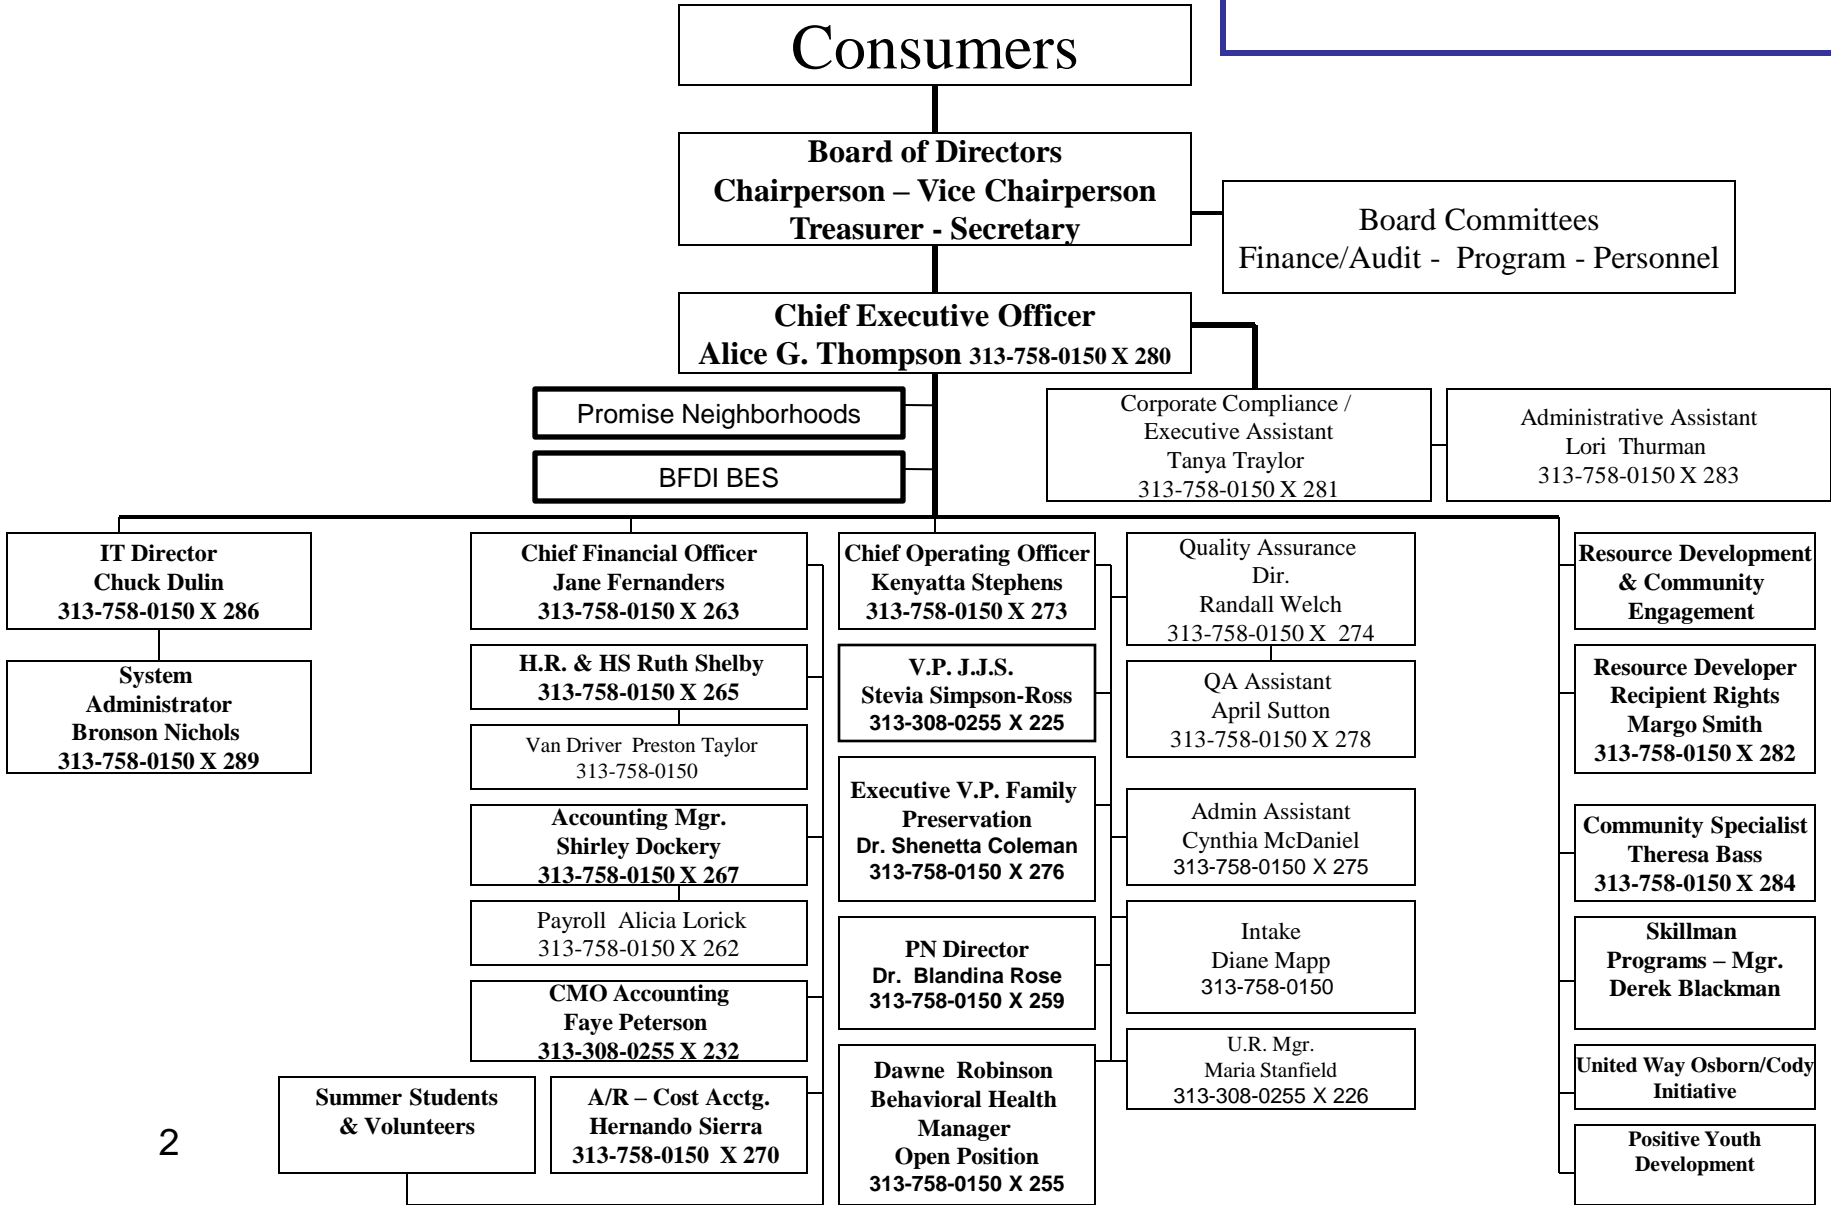 Consumers
Board of Directors
Chairperson – Vice Chairperson
Treasurer - Secretary
Board Committees
Finance/Audit -  Program - Personnel
Chief Executive Officer
Alice G. Thompson 313-758-0150 X 280
Promise Neighborhoods
BFDI BES
Corporate Compliance /
Executive Assistant
Tanya Traylor
313-758-0150 X 281
Administrative Assistant
Lori  Thurman
313-758-0150 X 283
IT Director
Chuck Dulin
313-758-0150 X 286
System
Administrator
Bronson Nichols
313-758-0150 X 289
Chief Financial Officer
Jane Fernanders
313-758-0150 X 263
H.R. & HS Ruth Shelby
313-758-0150 X 265
Van Driver  Preston Taylor
313-758-0150
Accounting Mgr.
Shirley Dockery
313-758-0150 X 267
Payroll  Alicia Lorick
313-758-0150 X 262
CMO Accounting
Faye Peterson
313-308-0255 X 232
Summer Students
& Volunteers
A/R – Cost Acctg.
Hernando Sierra
313-758-0150  X 270
Chief Operating Officer
Kenyatta Stephens
313-758-0150 X 273
V.P. J.J.S.
Stevia Simpson-Ross
313-308-0255 X 225
Executive V.P. Family
Preservation
Dr. Shenetta Coleman
313-758-0150 X 276
PN Director
Dr.  Blandina Rose
313-758-0150 X 259
Dawne  Robinson
Behavioral Health
Manager
Open Position
313-758-0150 X 255
Quality Assurance
Dir.
Randall Welch
313-758-0150 X  274
QA Assistant
April Sutton
313-758-0150 X 278
Admin Assistant
Cynthia McDaniel
313-758-0150 X 275
Intake
Diane Mapp
313-758-0150
U.R. Mgr.
Maria Stanfield
313-308-0255 X 226
Resource Development
& Community
Engagement
Resource Developer
Recipient Rights
Margo Smith
313-758-0150 X 282
Community Specialist
Theresa Bass
313-758-0150 X 284
Skillman
Programs – Mgr.
Derek Blackman
United Way Osborn/Cody
Initiative
Positive Youth
Development
2